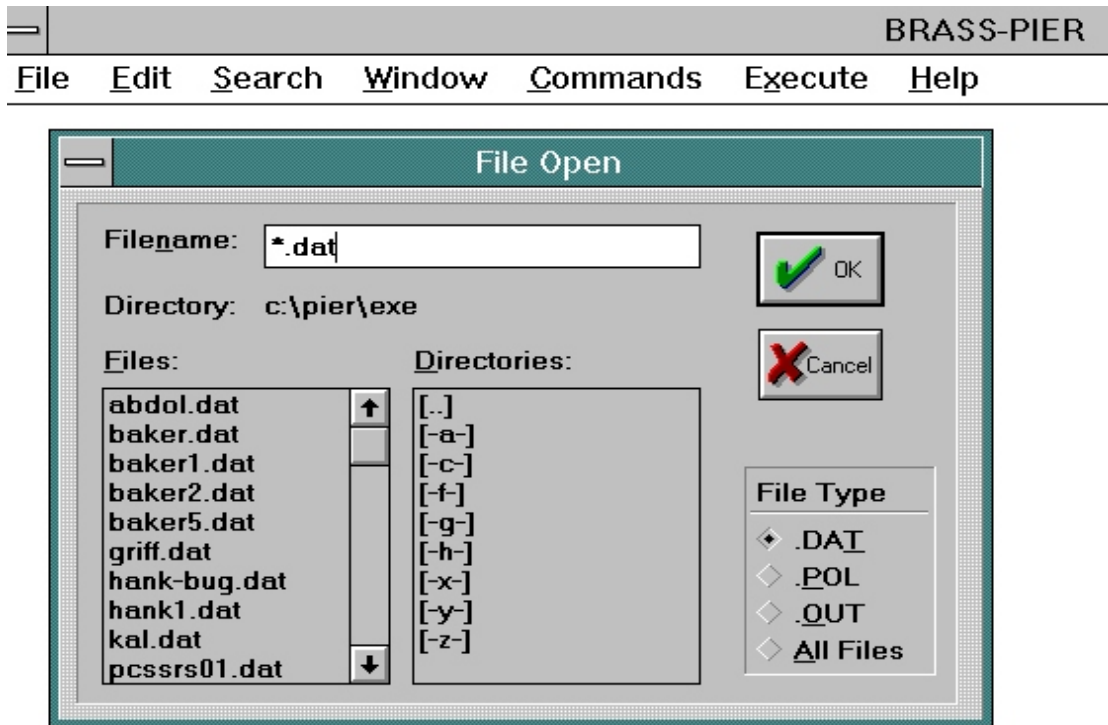 BRASS-PIER
File Edit Search Window Commands Execute Help
File Open
Filename: *.dat
OK
Directory: c:\pier\exe
Cancel
Files:
abdol.dat
baker.dat
baker1.dat
baker2.dat
baker5.dat
griff.dat
hank-bug.dat
hank1.dat
kal.dat
pcssrs01.dat
Directories:
[..]
[-a-]
[-c-]
[-f-]
[-g-]
[-h-]
[-x-]
[-y-]
[-z-]
File Type
.DAT
.POL
.OUT
All Files